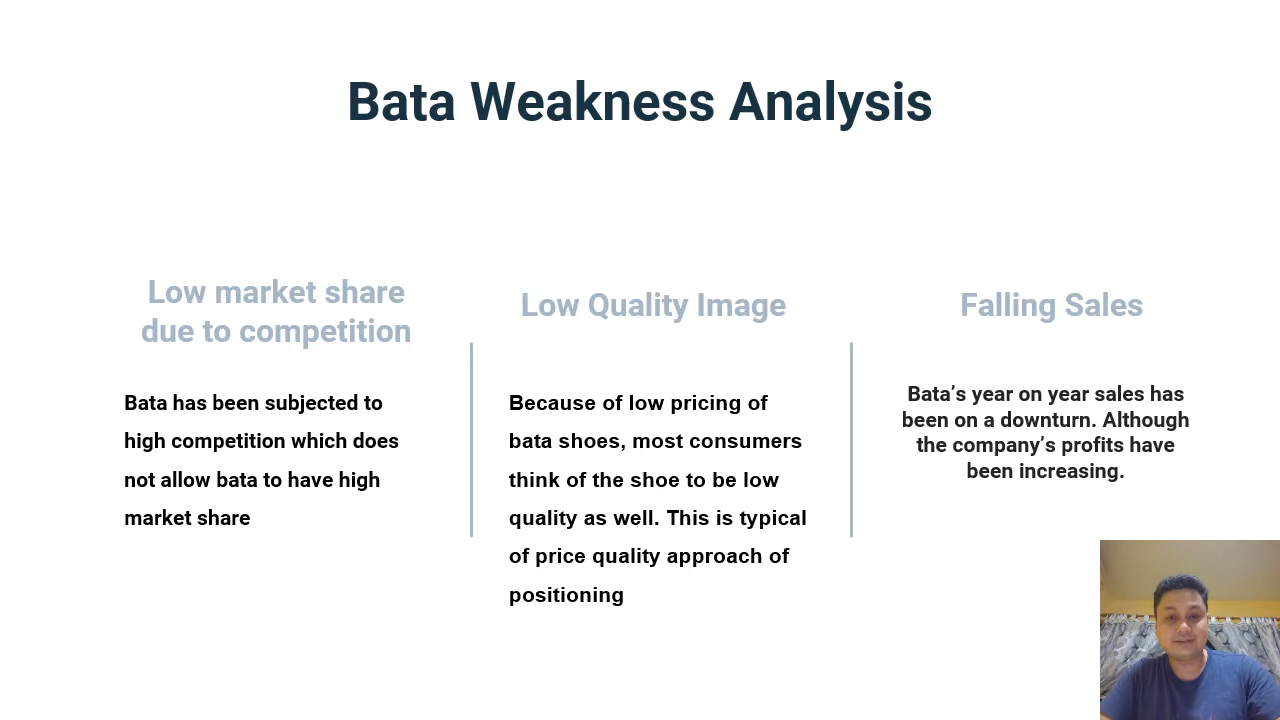 Bata Weakness Analysis
Low market share
due to competition
Bata has been subjected to
high competition which does
not allow bata to have high
market share
Low Quality Image
Because of low pricing of
bata shoes, most consumers
think of the shoe to be low
quality as well. This is typical
of price quality approach of
positioning
Falling Sales
Bata’s year on year sales has
been on a downturn. Although
the company’s profits have
been increasing.